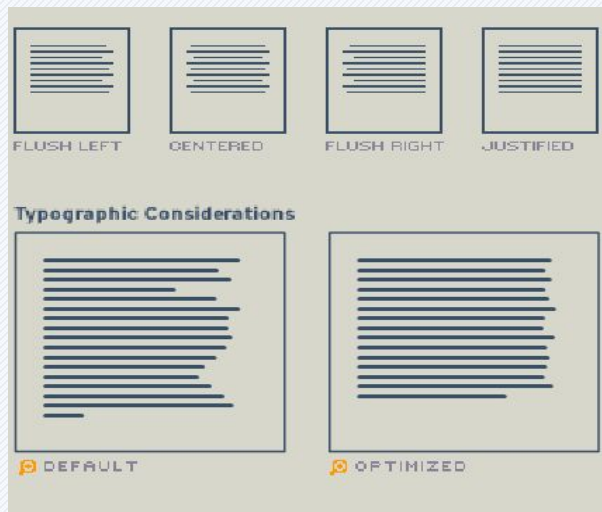 FLUSH LEFT CENTERED FLUSH RIGHT JUSTIFIED
Typographic Considerations
DEFAULT OPTIMIZED